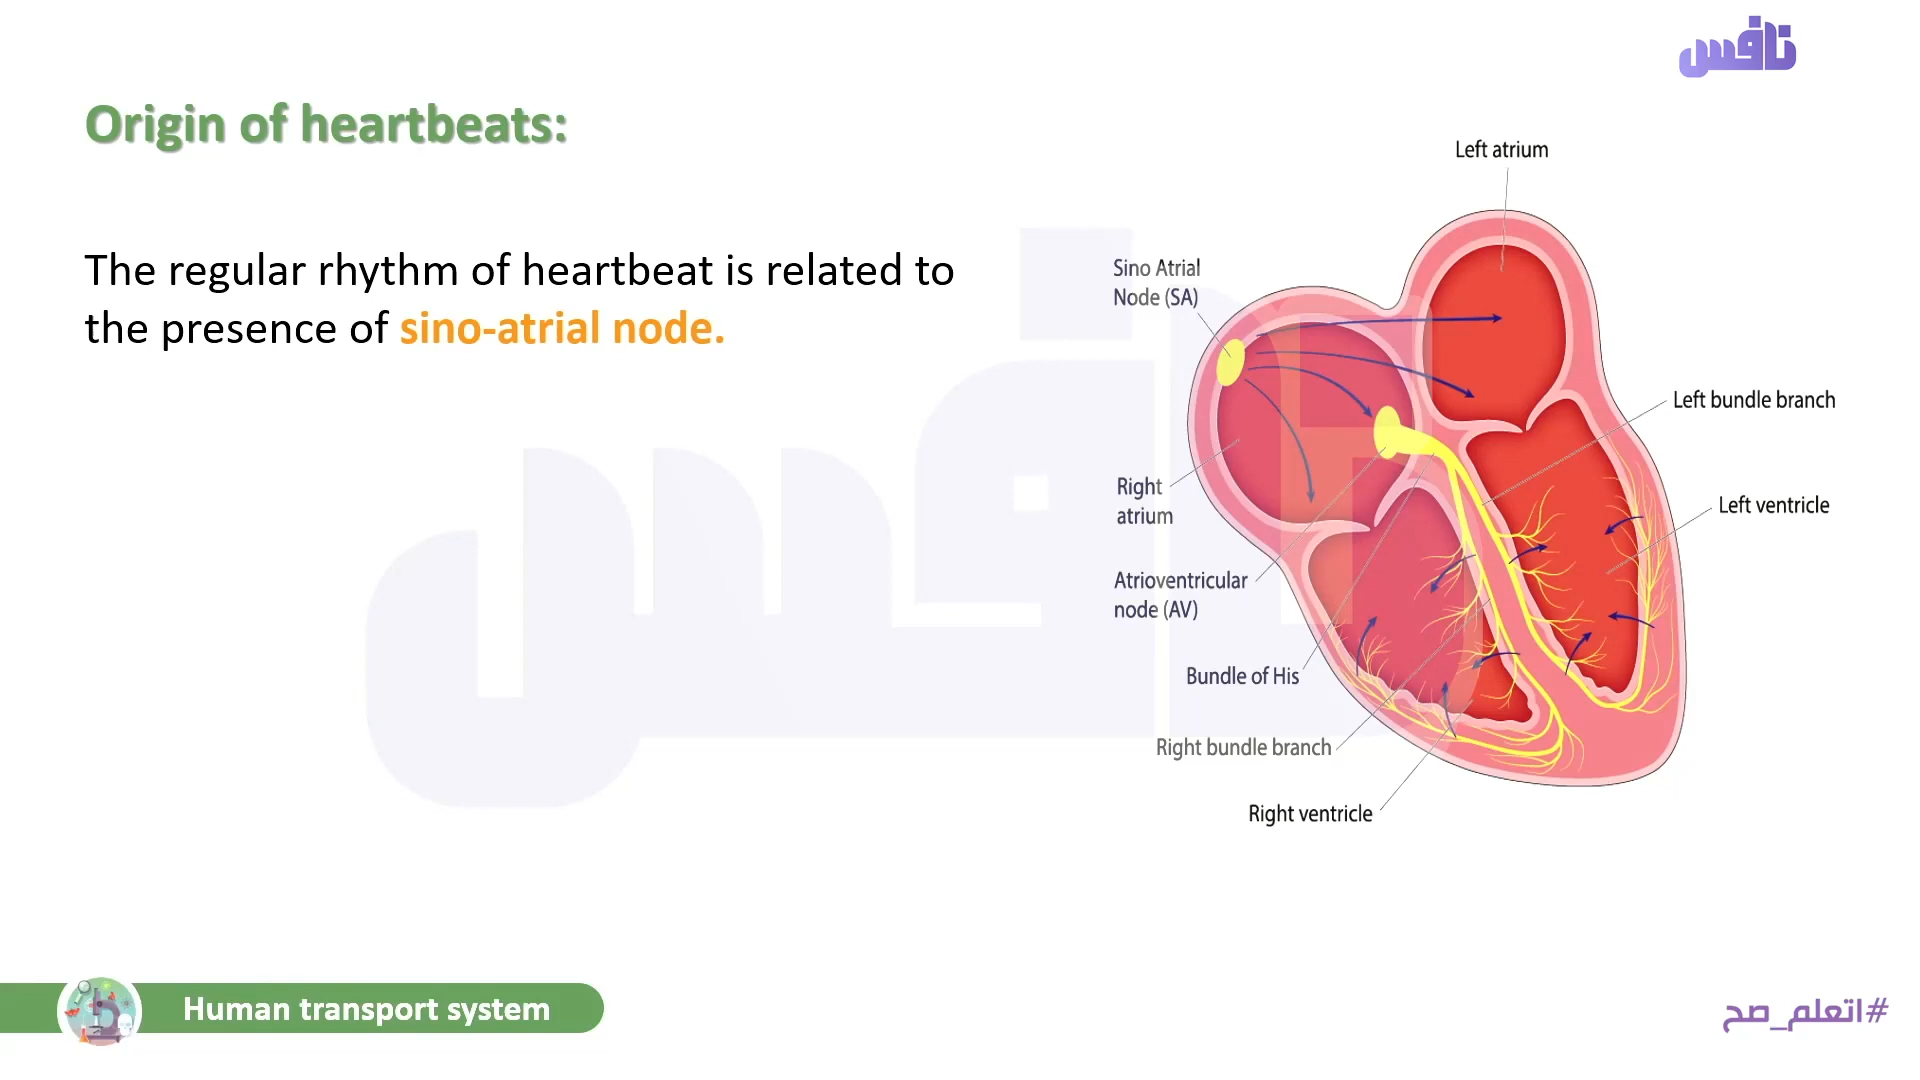 نافس
Origin of heartbeats:
The regular rhythm of heartbeat is related to
the presence of sino-atrial node.
Left atrium
Sino Atrial
Node (SA)
Left bundle branch
Right
atrium
Left ventricle
Atrioventricular
node (AV)
Bundle of His
Right bundle branch
Right ventricle
Human transport system
#اتعلم_صح